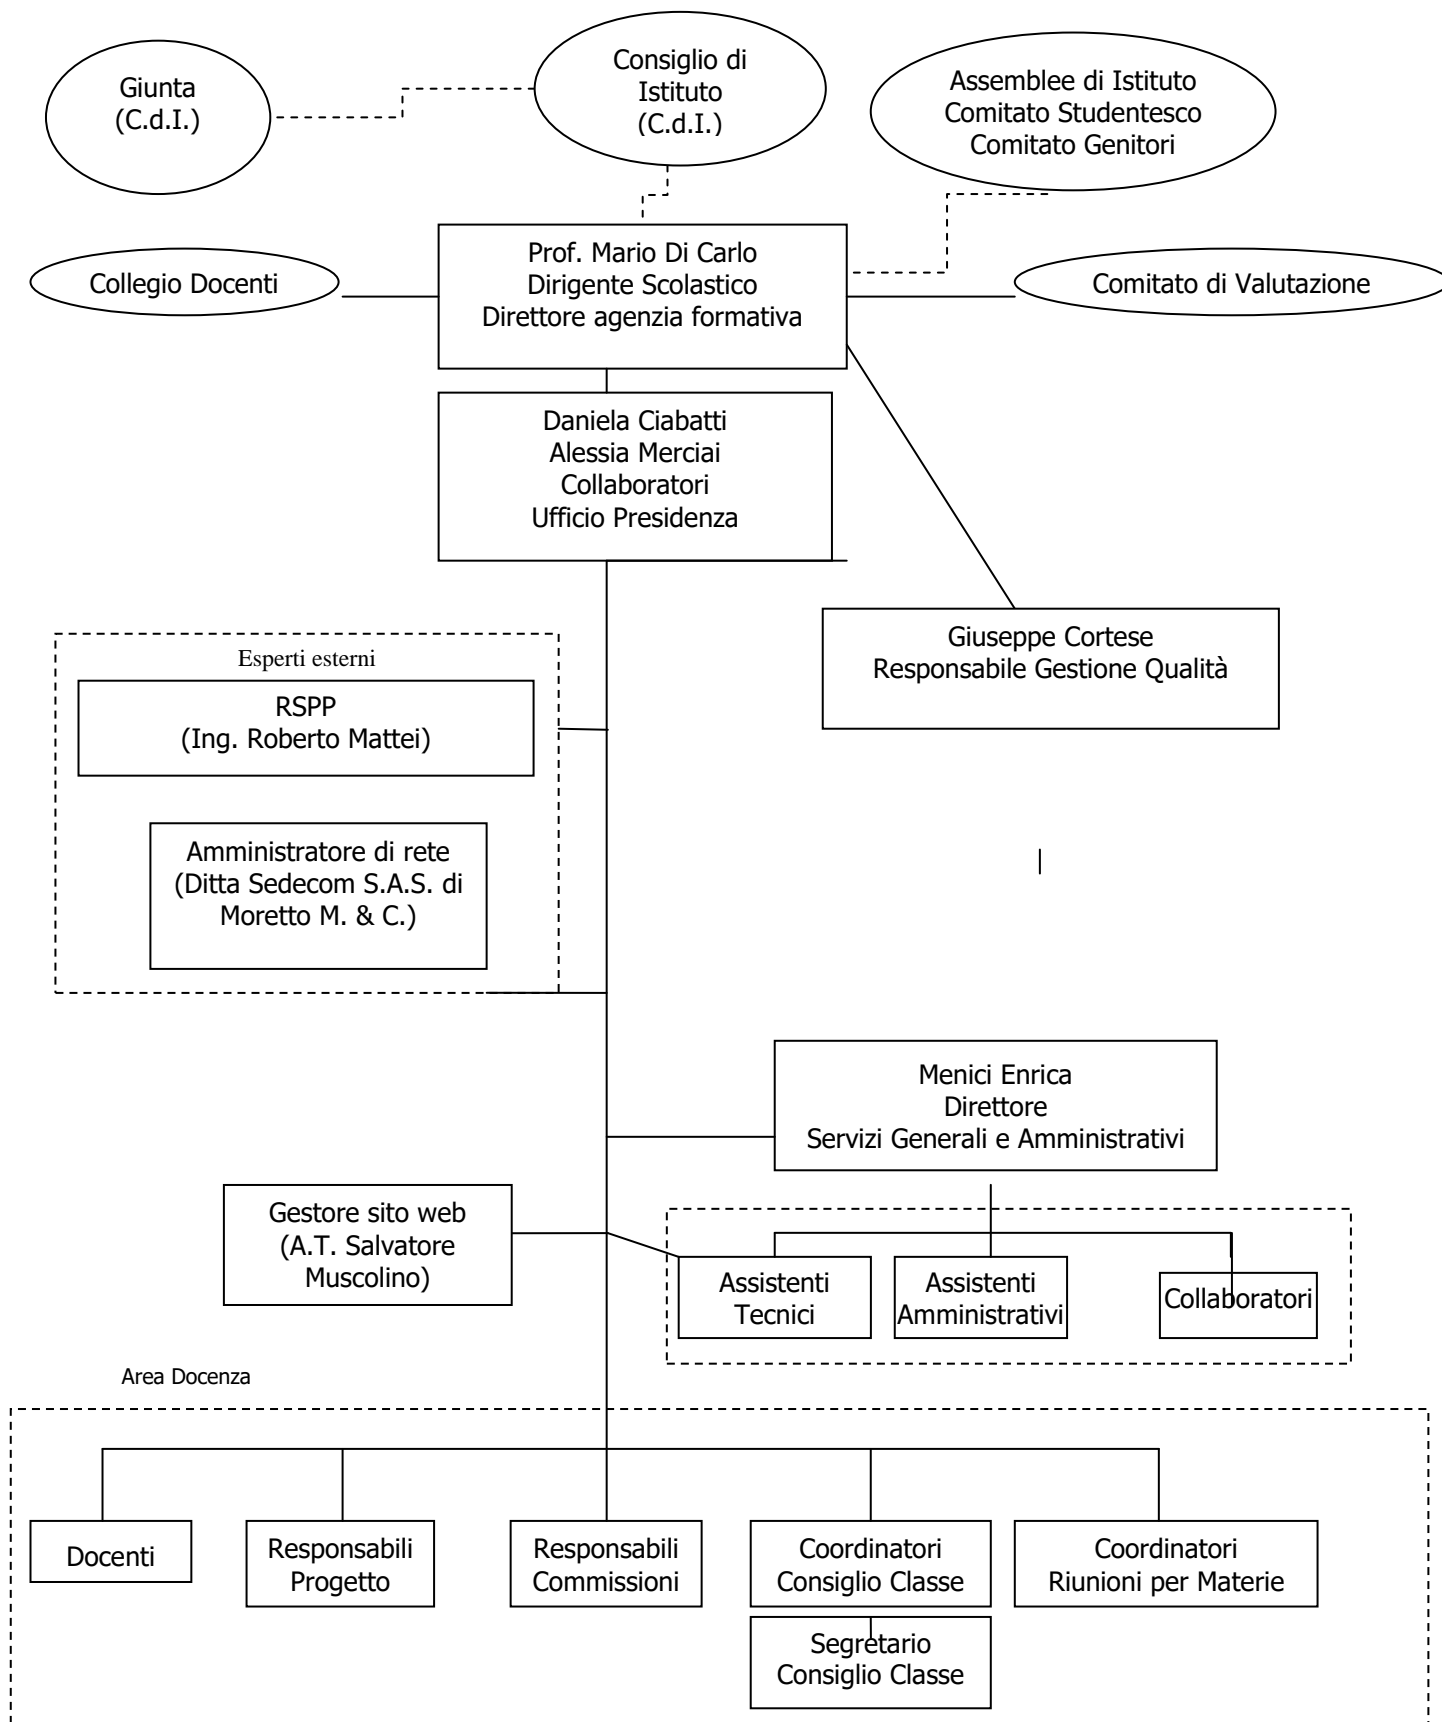 Giunta
(C.d.I.)
Consiglio di
Istituto
(C.d.I.)
Assemblee di Istituto
Comitato Studentesco
Comitato Genitori
Collegio Docenti
Prof. Mario Di Carlo
Dirigente Scolastico
Direttore agenzia formativa
Comitato di Valutazione
Daniela Ciabatti
Alessia Merciai
Collaboratori
Ufficio Presidenza
Giuseppe Cortese
Responsabile Gestione Qualità
Esperti esterni
RSPP
(Ing. Roberto Mattei)
Amministratore di rete
(Ditta Sedecom S.A.S. di
Moretto M. & C.)
Menici Enrica
Direttore
Servizi Generali e Amministrativi
Gestore sito web
(A.T. Salvatore
Muscolino)
Assistenti
Tecnici
Assistenti
Amministrativi
Collaboratori
Area Docenza
Docenti
Responsabili
Progetto
Responsabili
Commissioni
Coordinatori
Consiglio Classe
Coordinatori
Riunioni per Materie
Segretario
Consiglio Classe